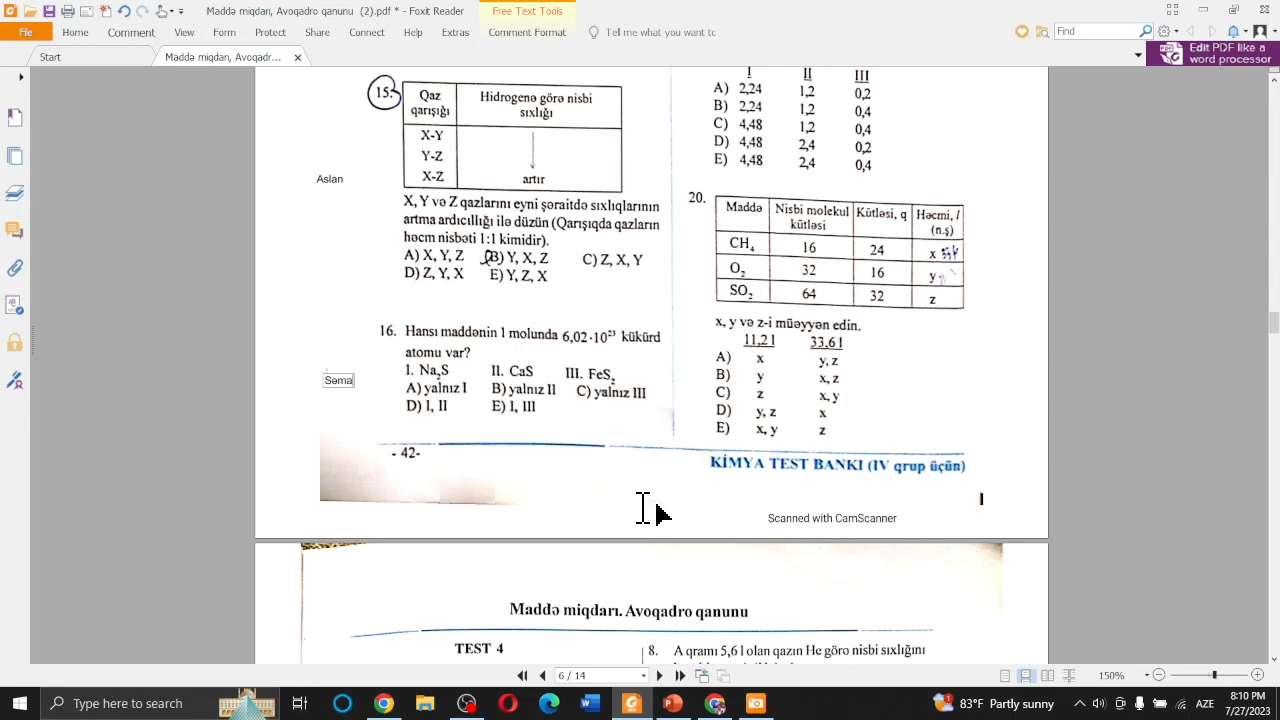 Maddə miqdarı, Avoqadro qanunu (2).pdf * - Foxit Reader
Free Text Tools
File
Home
Comment
View
Form
Protect
Share
Connect
Help
Extras
Comment Format
Tell me what you want to
Find
Start
Maddə miqdarı, Avoqadr...
Edit PDF like a
word processor
15.
Qaz
qarışığı
Hidrogenə görə nisbi
sıxlığı
X-Y
Y-Z
X-Z
artır
Aslan
X, Y və Z qazlarını eyni şəraitdə sıxlıqlarının
artma ardıcıllığı ilə düzün (Qarışıqda qazların
həcm nisbəti 1:1 kimidir).
A) X, Y, Z B) Y, X, Z C) Z, X, Y
D) Z, Y, X E) Y, Z, X
16. Hansı maddənin 1 molunda 6,02·10²³ kükürd
atomu var?
I. Na₂S II. CaS III. FeS₂
Səma
A) yalnız I B) yalnız II C) yalnız III
D) I, II E) I, III
- 42-
I II III
A) 2,24 1,2 0,2
B) 2,24 1,2 0,4
C) 4,48 1,2 0,4
D) 4,48 2,4 0,2
E) 4,48 2,4 0,4
20.
Maddə Nisbi molekul kütləsi Kütləsi, q Həcmi, l (n.ş)
CH₄ 16 24 x
O₂ 32 16 y
SO₂ 64 32 z
x, y və z-i müəyyən edin.
11,2 l 33,6 l
A) x y, z
B) y x, z
C) z x, y
D) y, z x
E) x, y z
KİMYA TEST BANKI (IV qrup üçün)
Scanned with CamScanner
Maddə miqdarı. Avoqadro qanunu
TEST 4
8. A qramı 5,6 l olan qazın He görə nisbi sıxlığını
6 / 14
150%
Type here to search
83°F Partly sunny
AZE
8:10 PM
7/27/2023